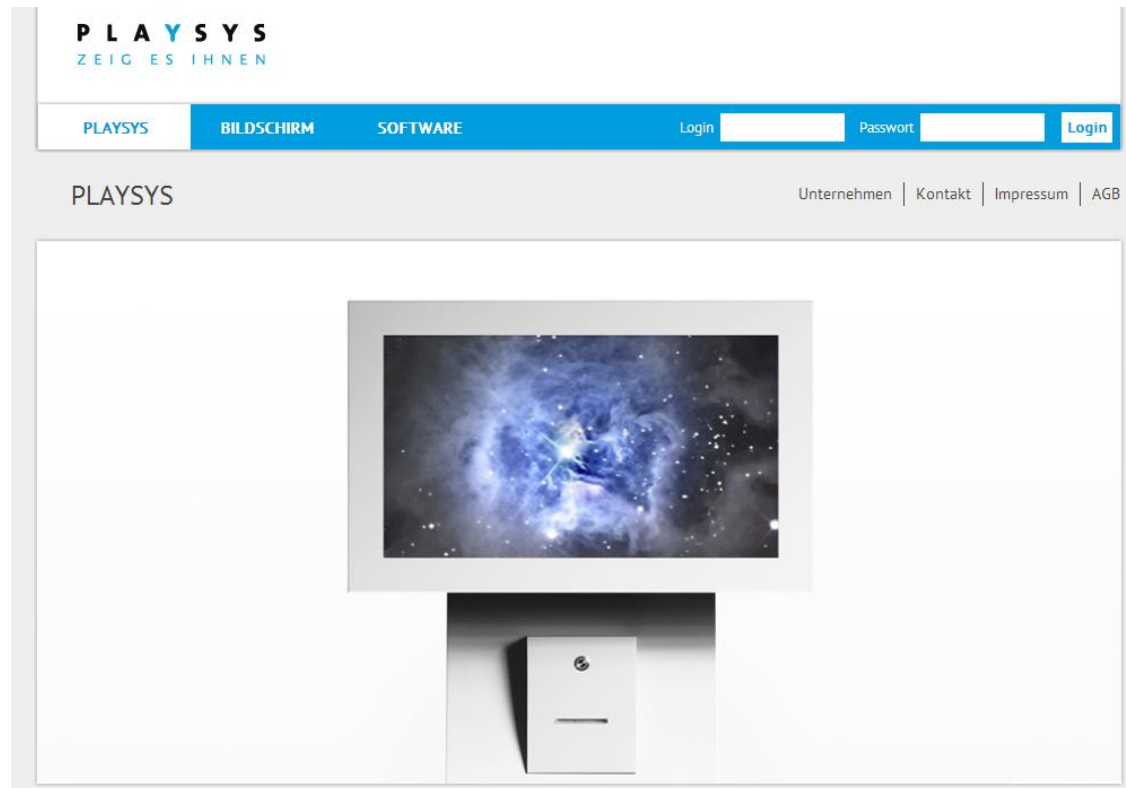 PLAYSYS
ZEIG ES IHNEN
PLAYSYS BILDSCHIRM SOFTWARE Login Passwort Login
PLAYSYS Unternehmen | Kontakt | Impressum | AGB